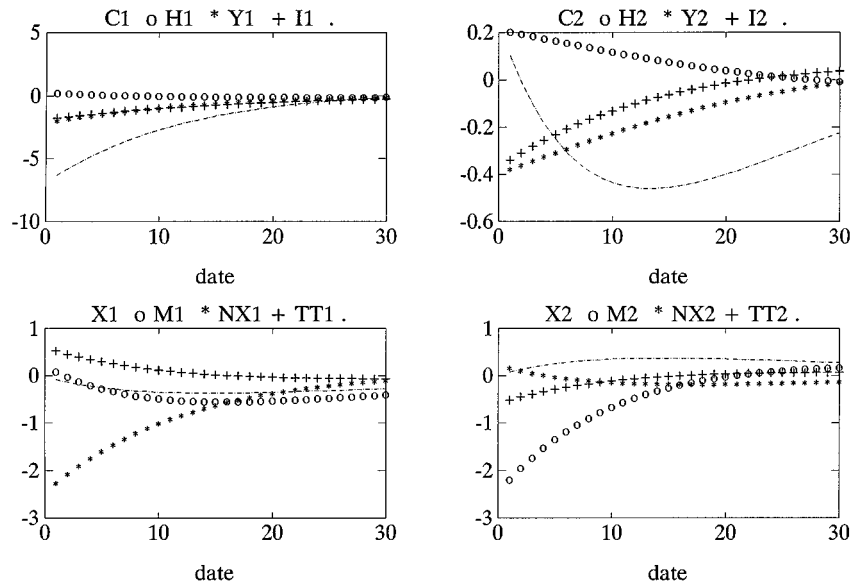 C1 o H1 * Y1 + I1 .
5
0
-5
-10
0 10 20 30
date
C2 o H2 * Y2 + I2 .
0.2
0
-0.2
-0.4
-0.6
0 10 20 30
date
X1 o M1 * NX1 + TT1 .
1
0
-1
-2
-3
0 10 20 30
date
X2 o M2 * NX2 + TT2 .
1
0
-1
-2
-3
0 10 20 30
date